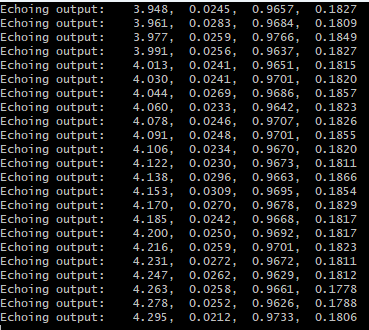 Echoing output: 3.948, 0.0245, 0.9657, 0.1827
Echoing output: 3.961, 0.0283, 0.9684, 0.1809
Echoing output: 3.977, 0.0259, 0.9766, 0.1849
Echoing output: 3.991, 0.0256, 0.9637, 0.1827
Echoing output: 4.013, 0.0241, 0.9651, 0.1815
Echoing output: 4.030, 0.0241, 0.9701, 0.1820
Echoing output: 4.044, 0.0269, 0.9686, 0.1857
Echoing output: 4.060, 0.0233, 0.9642, 0.1823
Echoing output: 4.078, 0.0246, 0.9707, 0.1826
Echoing output: 4.091, 0.0248, 0.9701, 0.1855
Echoing output: 4.106, 0.0234, 0.9670, 0.1820
Echoing output: 4.122, 0.0230, 0.9673, 0.1811
Echoing output: 4.138, 0.0296, 0.9663, 0.1866
Echoing output: 4.153, 0.0309, 0.9695, 0.1854
Echoing output: 4.170, 0.0270, 0.9678, 0.1829
Echoing output: 4.185, 0.0242, 0.9668, 0.1817
Echoing output: 4.200, 0.0250, 0.9692, 0.1817
Echoing output: 4.216, 0.0259, 0.9701, 0.1823
Echoing output: 4.231, 0.0272, 0.9672, 0.1811
Echoing output: 4.247, 0.0262, 0.9629, 0.1812
Echoing output: 4.263, 0.0258, 0.9661, 0.1778
Echoing output: 4.278, 0.0252, 0.9626, 0.1788
Echoing output: 4.295, 0.0212, 0.9733, 0.1806